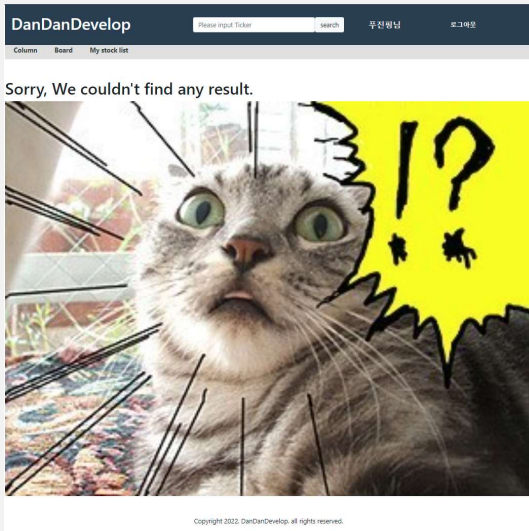 DanDanDevelop
Please input Ticker
search
푸진핑님
로그아웃
Column Board My stock list
Sorry, We couldn't find any result.
!?
Copyright 2022. DanDanDevelop. all rights reserved.